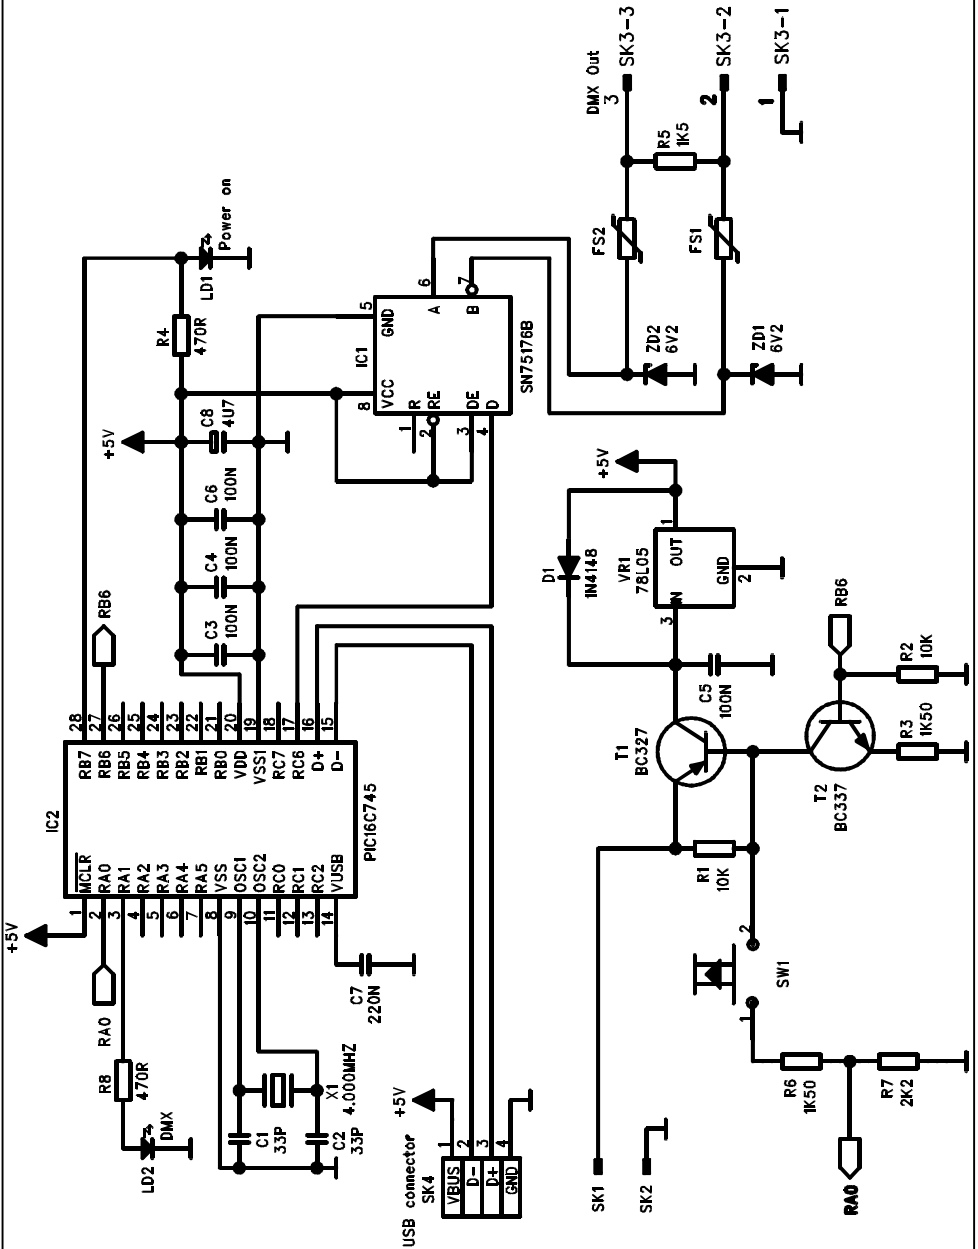 DMX Out
3
SK3-3
2
SK3-2
1
SK3-1
R5
1K5
FS2
FS1
ZD2
6V2
ZD1
6V2
LD1
Power on
R4
470R
+5V
C8
4U7
C6
100N
C4
100N
C3
100N
RB6
IC1
SN75176B
5
GND
8
VCC
6
A
7
B
1
R
2
RE
3
DE
4
D
IC2
PIC16C745
28
RB7
27
RB6
26
RB5
25
RB4
24
RB3
23
RB2
22
RB1
21
RB0
20
VDD
19
VSS1
18
RC7
17
RC6
16
D+
15
D-
1
MCLR
2
RA0
3
RA1
4
RA2
5
RA3
6
RA4
7
RA5
8
VSS
9
OSC1
10
OSC2
11
RC0
12
RC1
13
RC2
14
VUSB
+5V
RA0
R8
470R
LD2
DMX
C7
220N
X1
4.000MHZ
C1
33P
C2
33P
USB connector
SK4
+5V
1
VBUS
2
D-
3
D+
4
GND
D1
1N4148
+5V
VR1
78L05
1
OUT
GND
2
3
IN
C5
100N
T1
BC327
T2
BC337
RB6
R2
10K
R3
1K50
R1
10K
SW1
2
1
R6
1K50
R7
2K2
RA0
SK1
SK2